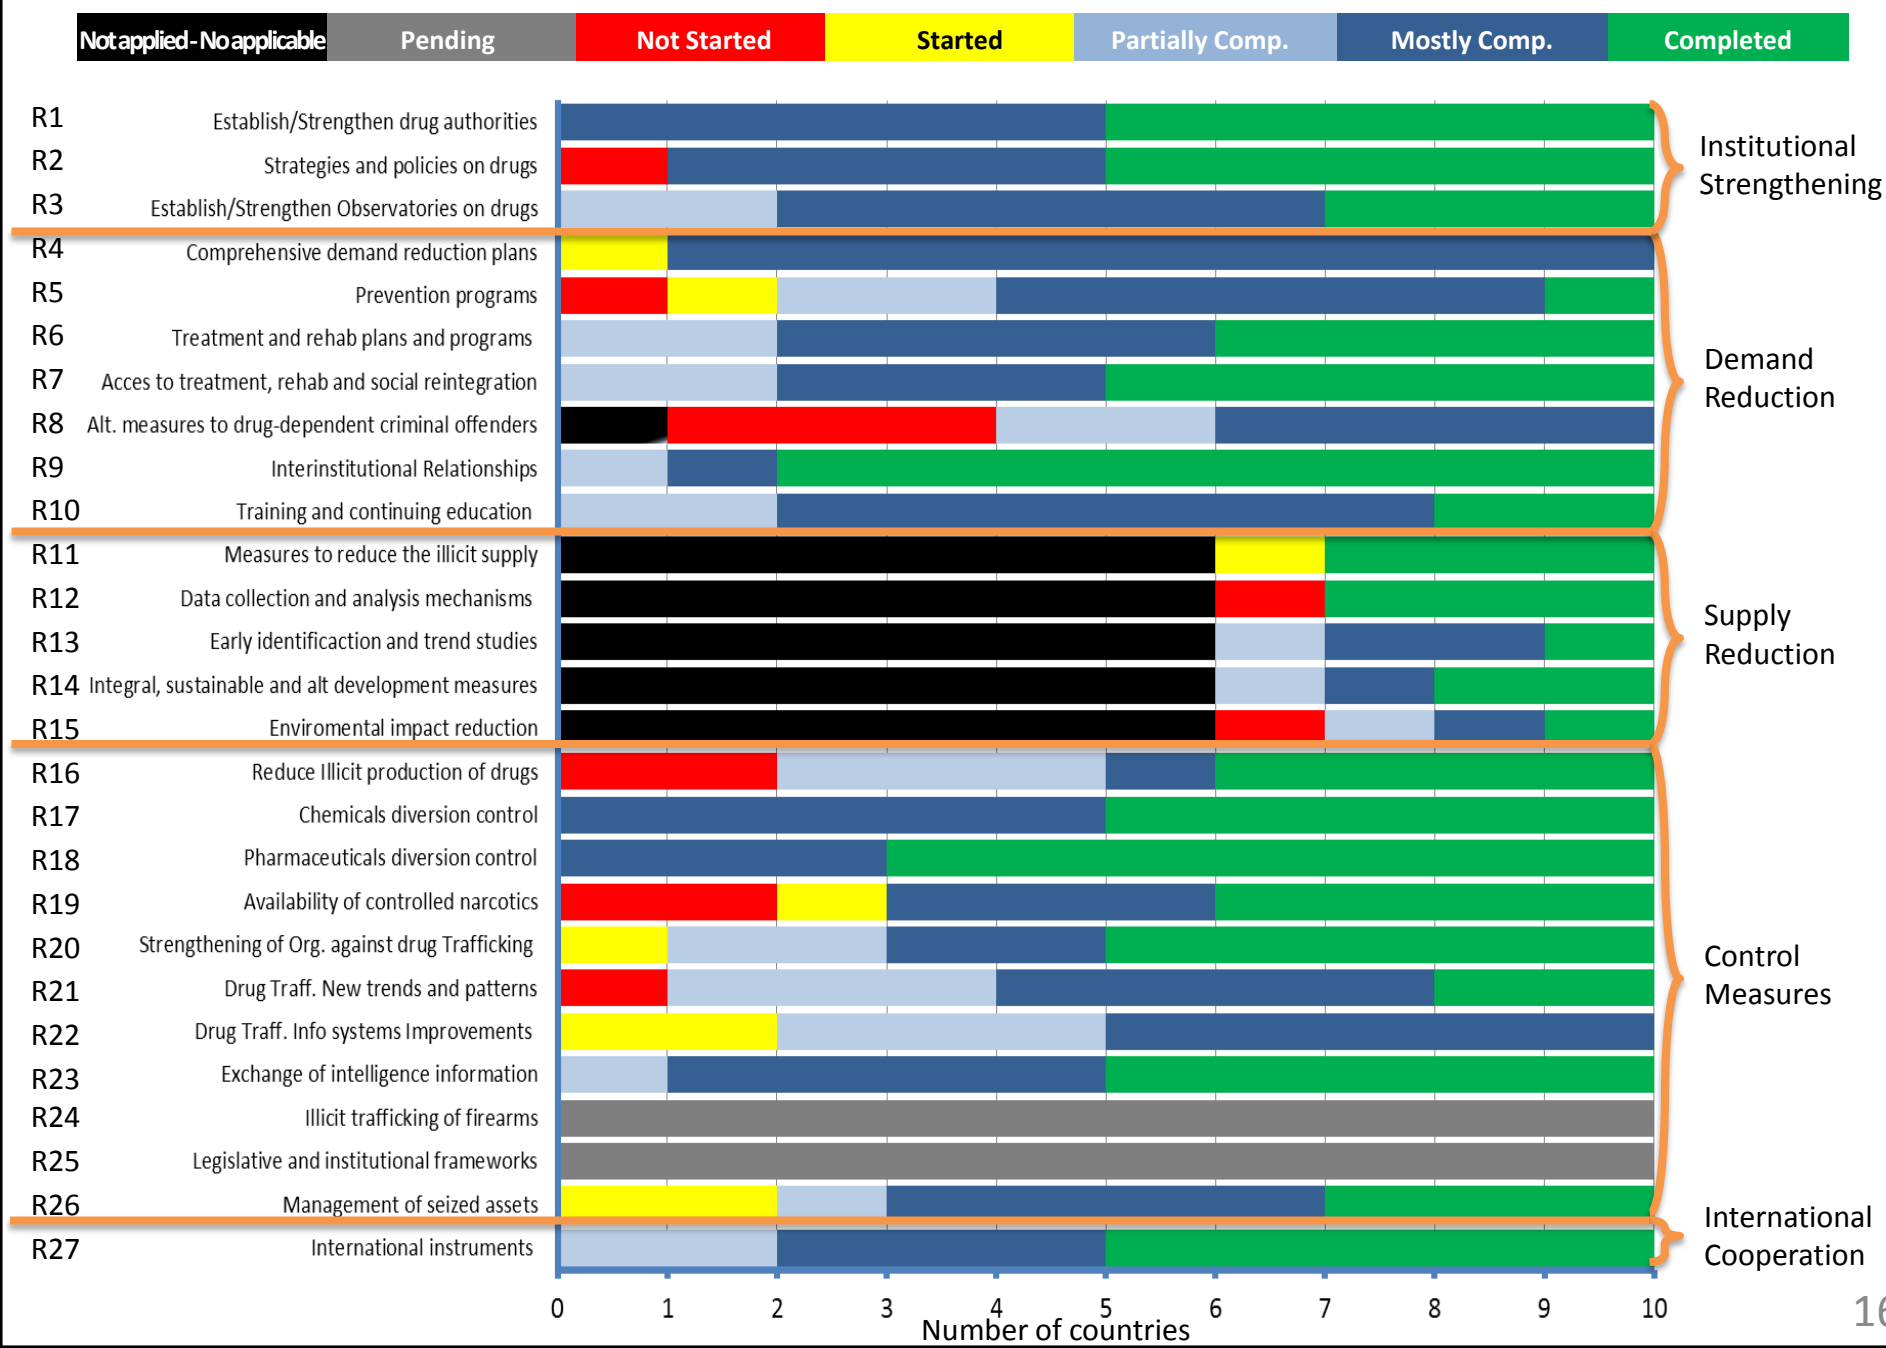 Not applied - No applicable Pending Not Started Started Partially Comp. Mostly Comp. Completed
R1 Establish/Strengthen drug authorities
R2 Strategies and policies on drugs
R3 Establish/Strengthen Observatories on drugs
Institutional
Strengthening
R4 Comprehensive demand reduction plans
R5 Prevention programs
R6 Treatment and rehab plans and programs
R7 Acces to treatment, rehab and social reintegration
R8 Alt. measures to drug-dependent criminal offenders
R9 Interinstitutional Relationships
R10 Training and continuing education
Demand
Reduction
R11 Measures to reduce the illicit supply
R12 Data collection and analysis mechanisms
R13 Early identificaction and trend studies
R14 Integral, sustainable and alt development measures
R15 Enviromental impact reduction
Supply
Reduction
R16 Reduce Illicit production of drugs
R17 Chemicals diversion control
R18 Pharmaceuticals diversion control
R19 Availability of controlled narcotics
R20 Strengthening of Org. against drug Trafficking
R21 Drug Traff. New trends and patterns
R22 Drug Traff. Info systems Improvements
R23 Exchange of intelligence information
R24 Illicit trafficking of firearms
R25 Legislative and institutional frameworks
R26 Management of seized assets
Control
Measures
R27 International instruments
International
Cooperation
0 1 2 3 4 5 6 7 8 9 10
Number of countries
16